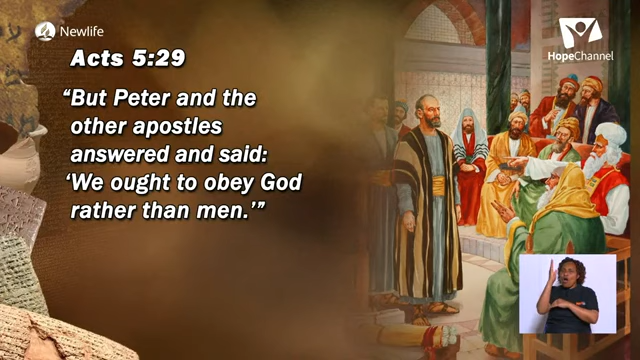 Newlife
HopeChannel
Acts 5:29
“But Peter and the
other apostles
answered and said:
‘We ought to obey God
rather than men.’”